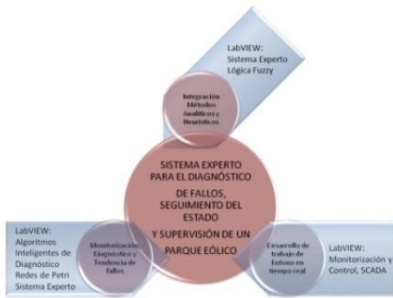 LabVIEW:
Sistema Experto
Lógica Fuzzy
Integración
Métodos
Analíticos y
Heurísticos
SISTEMA EXPERTO
PARA EL DIAGNÓSTICO
DE FALLOS,
SEGUIMIENTO DEL
ESTADO
Y SUPERVISIÓN DE UN
PARQUE EÓLICO
LabVIEW:
Algoritmos
Inteligentes de
Diagnóstico
Redes de Petri
Sistema Experto
Monitorización
Diagnóstico y
Tendencia de
Fallos
Desarrollo de
trabajo de
Entorno en
tiempo real
LabVIEW:
Monitorización y
Control, SCADA